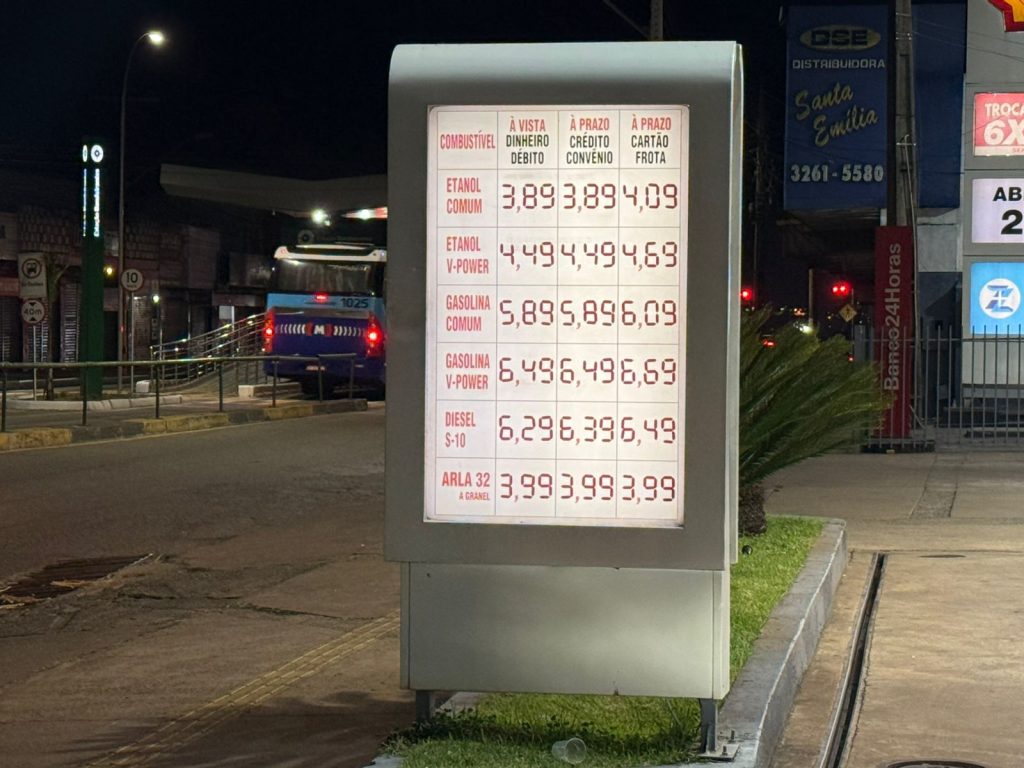 COMBUSTÍVEL
À VISTA
DINHEIRO
DÉBITO
À PRAZO
CRÉDITO
CONVÊNIO
À PRAZO
CARTÃO
FROTA
ETANOL
COMUM
3,89 3,89 4,09
ETANOL
V-POWER
4,49 4,49 4,69
GASOLINA
COMUM
5,89 5,89 6,09
GASOLINA
V-POWER
6,49 6,49 6,69
DIESEL
S-10
6,29 6,39 6,49
ARLA 32
A GRANEL
3,99 3,99 3,99
DSE
DISTRIBUIDORA
Santa
Emília
3261-5580
TROCA
6X
AB
2
Banco24Horas
10
40m
1025
M